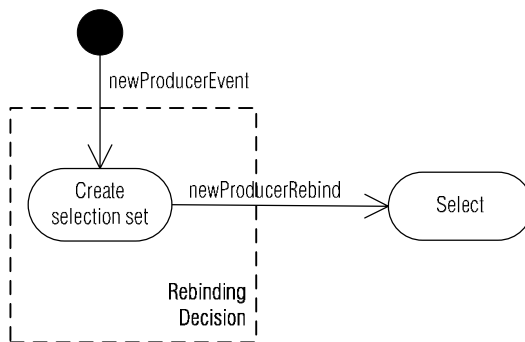 newProducerEvent
Create
selection set
newProducerRebind
Select
Rebinding
Decision